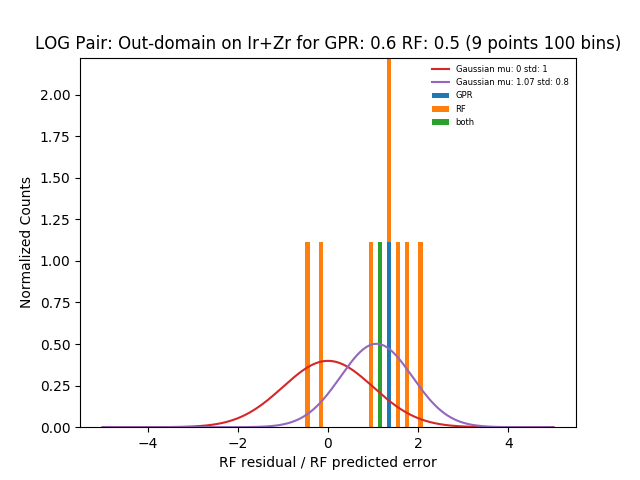 LOG Pair: Out-domain on Ir+Zr for GPR: 0.6 RF: 0.5 (9 points 100 bins)
Gaussian mu: 0 std: 1
Gaussian mu: 1.07 std: 0.8
GPR
RF
both
Normalized Counts
2.00
1.75
1.50
1.25
1.00
0.75
0.50
0.25
0.00
−4 −2 0 2 4
RF residual / RF predicted error